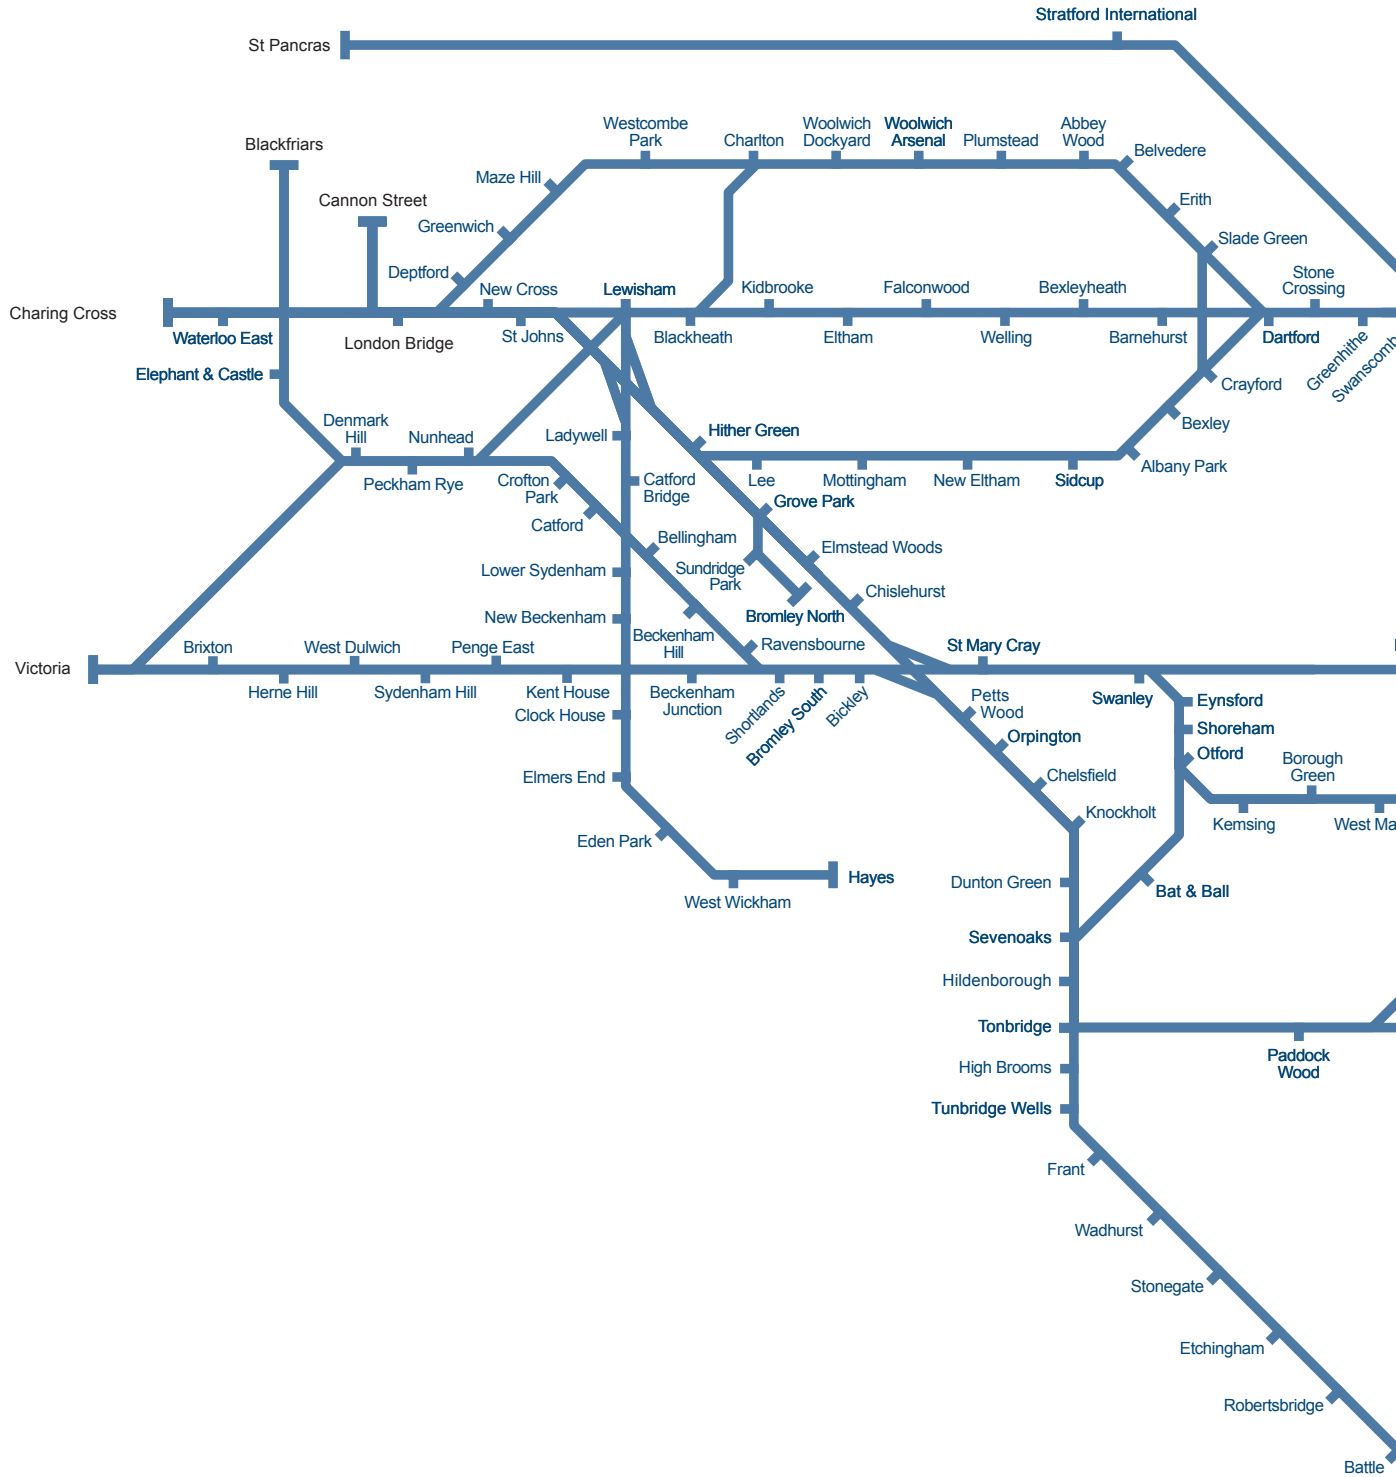 Stratford International
St Pancras
Westcombe
Park
Charlton
Woolwich
Dockyard
Woolwich
Arsenal
Plumstead
Abbey
Wood
Belvedere
Blackfriars
Maze Hill
Cannon Street
Erith
Greenwich
Slade Green
Deptford
New Cross
Lewisham
Kidbrooke
Falconwood
Bexleyheath
Stone
Crossing
Charing Cross
Waterloo East
London Bridge
St Johns
Blackheath
Eltham
Welling
Barnehurst
Dartford
Greenhithe
Swanscomb
Elephant & Castle
Crayford
Bexley
Denmark
Hill
Nunhead
Ladywell
Hither Green
Peckham Rye
Crofton
Park
Catford
Bridge
Lee
Mottingham
New Eltham
Sidcup
Albany Park
Grove Park
Catford
Bellingham
Elmstead Woods
Lower Sydenham
Sundridge
Park
Chislehurst
New Beckenham
Bromley North
Beckenham
Hill
Ravensbourne
Victoria
Brixton
West Dulwich
Penge East
St Mary Cray
Herne Hill
Sydenham Hill
Kent House
Beckenham
Junction
Shortlands
Bromley South
Bickley
Petts
Wood
Swanley
Eynsford
Clock House
Shoreham
Orpington
Otford
Elmers End
Chelsfield
Borough
Green
Knockholt
Kemsing
West Ma
Eden Park
Hayes
West Wickham
Dunton Green
Bat & Ball
Sevenoaks
Hildenborough
Tonbridge
Paddock
Wood
High Brooms
Tunbridge Wells
Frant
Wadhurst
Stonegate
Etchingham
Robertsbridge
Battle